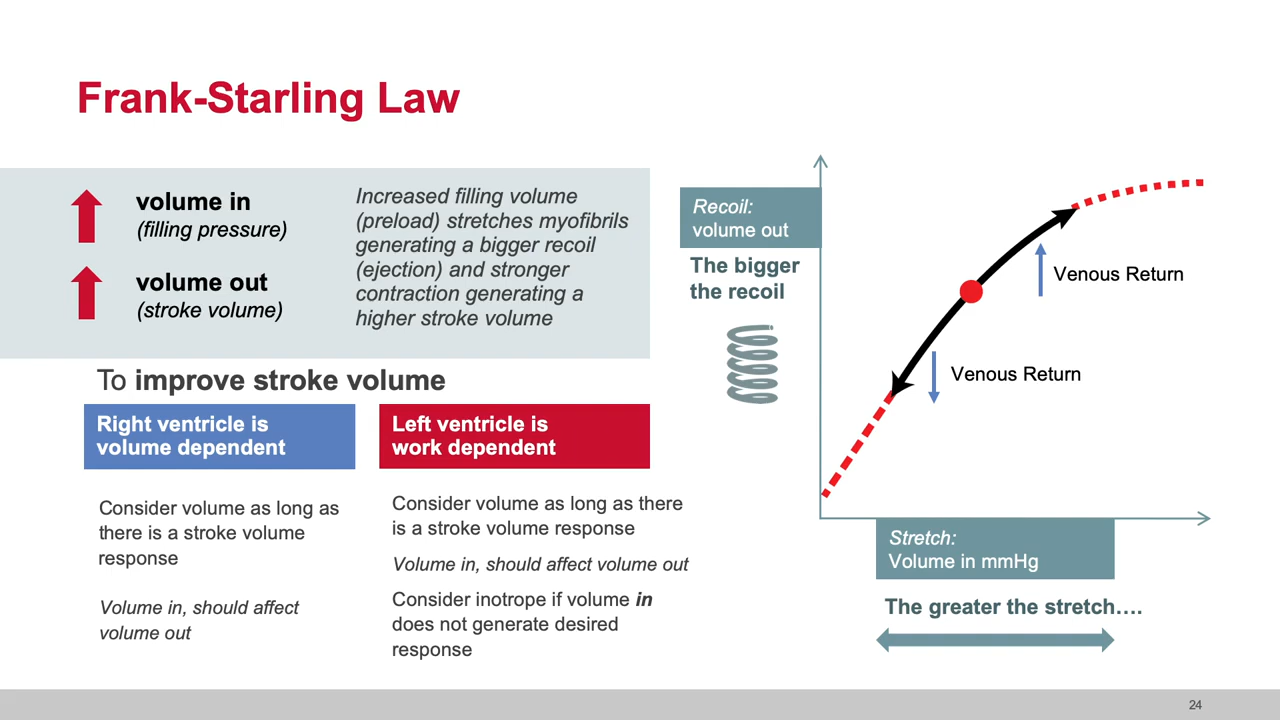 Frank-Starling Law
volume in
(filling pressure)
volume out
(stroke volume)
Increased filling volume
(preload) stretches myofibrils
generating a bigger recoil
(ejection) and stronger
contraction generating a
higher stroke volume
To improve stroke volume
Right ventricle is
volume dependent
Consider volume as long as
there is a stroke volume
response
Volume in, should affect
volume out
Left ventricle is
work dependent
Consider volume as long as there
is a stroke volume response
Volume in, should affect volume out
Consider inotrope if volume in
does not generate desired
response
Recoil:
volume out
The bigger
the recoil
Venous Return
Venous Return
Stretch:
Volume in mmHg
The greater the stretch….
24